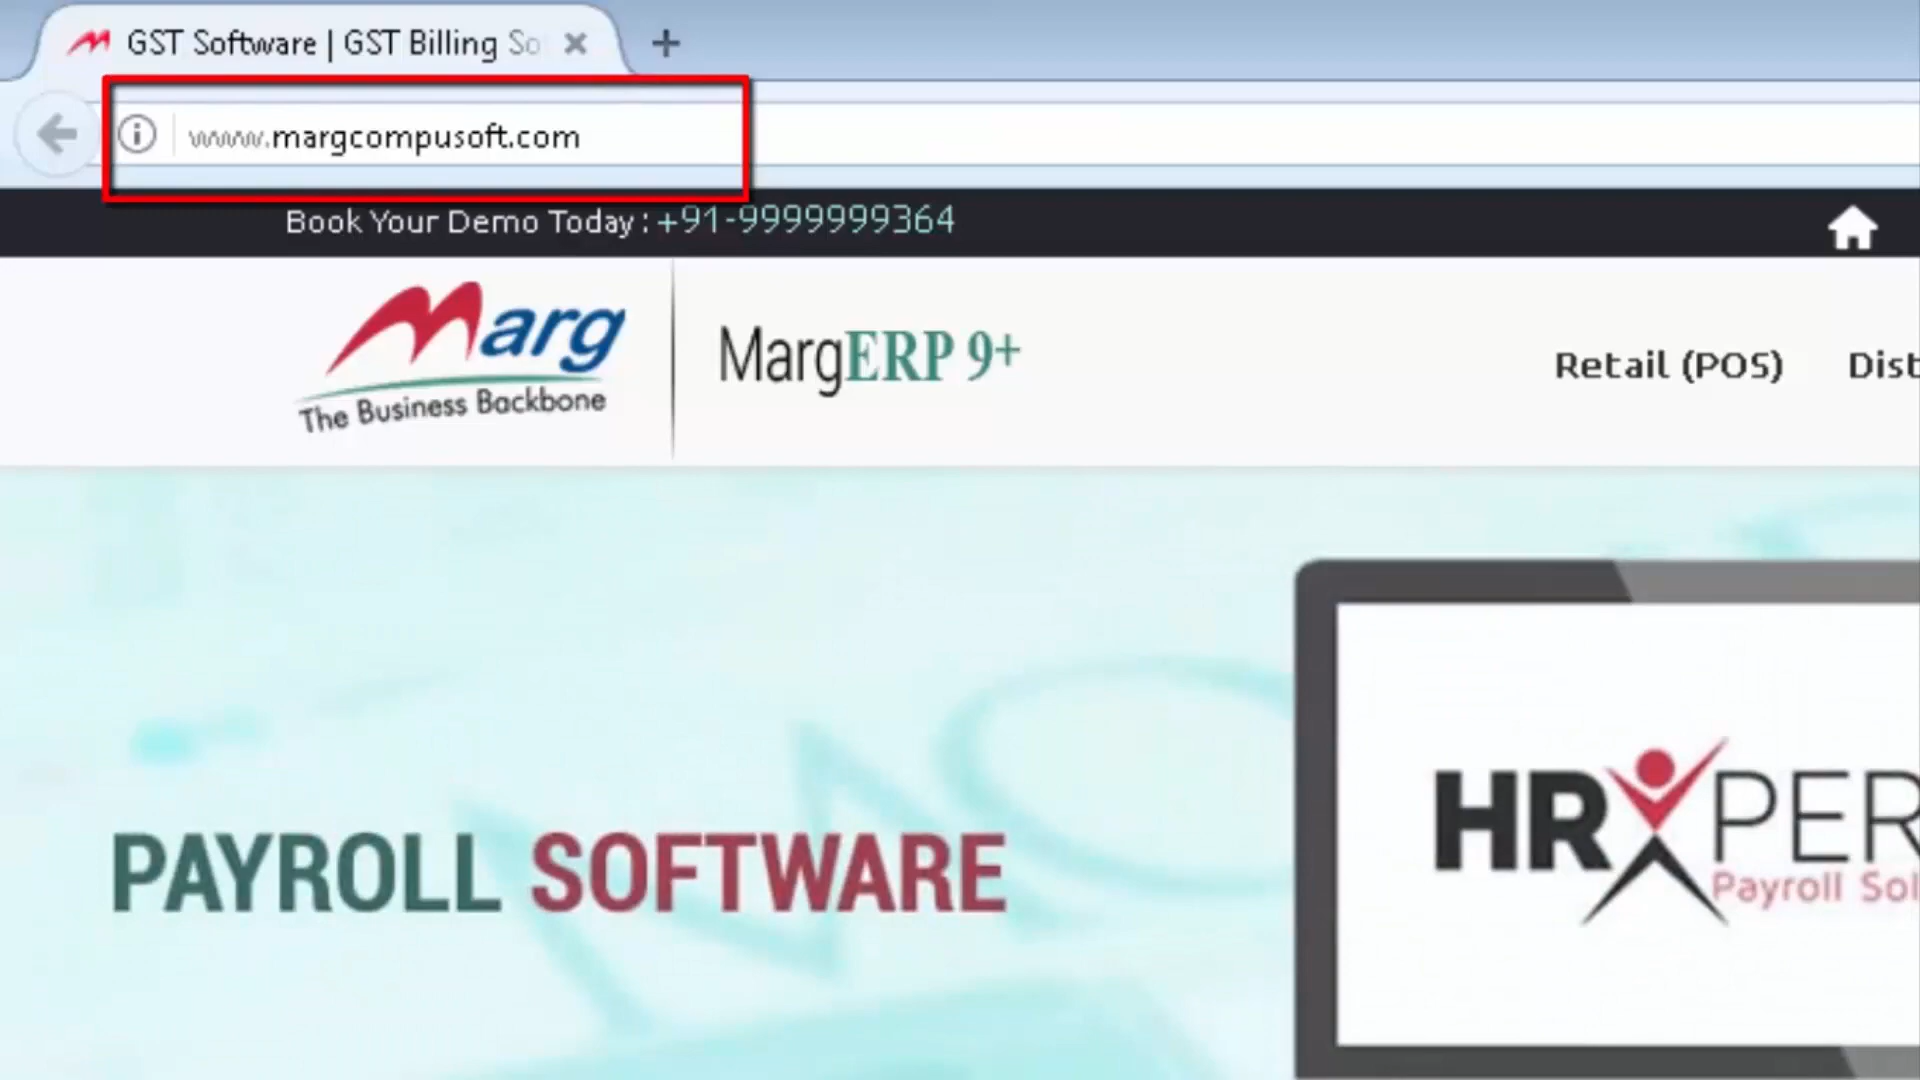 GST Software | GST Billing So
www.margcompusoft.com
Book Your Demo Today : +91-9999999364
Marg
The Business Backbone
MargERP 9+
Retail (POS) Dist
PAYROLL SOFTWARE
HR PER
Payroll Sol